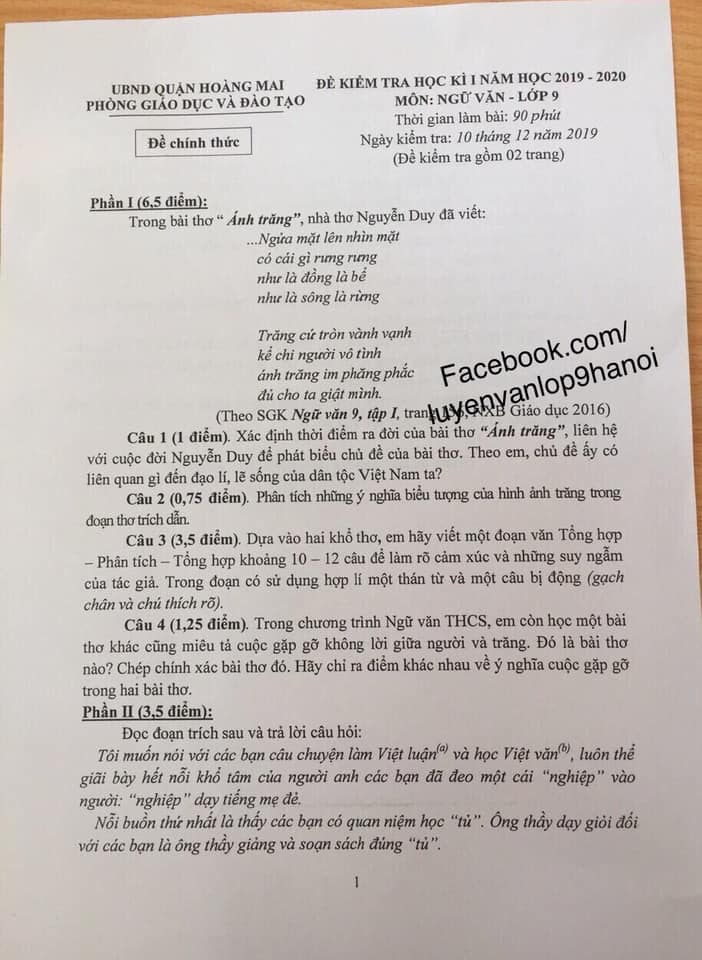 UBND QUẬN HOÀNG MAI
PHÒNG GIÁO DỤC VÀ ĐÀO TẠO
Đề chính thức
ĐỀ KIỂM TRA HỌC KÌ I NĂM HỌC 2019 - 2020
MÔN: NGỮ VĂN - LỚP 9
Thời gian làm bài: 90 phút
Ngày kiểm tra: 10 tháng 12 năm 2019
(Đề kiểm tra gồm 02 trang)
Phần I (6,5 điểm):
Trong bài thơ “ Ánh trăng”, nhà thơ Nguyễn Duy đã viết:
...Ngửa mặt lên nhìn mặt
có cái gì rưng rưng
như là đồng là bể
như là sông là rừng
Trăng cứ tròn vành vạnh
kể chi người vô tình
ánh trăng im phăng phắc
đủ cho ta giật mình.
Facebook.com/
luyenvanlop9hanoi
(Theo SGK Ngữ văn 9, tập I, NXB Giáo dục 2016)
Câu 1 (1 điểm). Xác định thời điểm ra đời của bài thơ “Ánh trăng”, liên hệ
với cuộc đời Nguyễn Duy để phát biểu chủ đề của bài thơ. Theo em, chủ đề ấy có
liên quan gì đến đạo lí, lẽ sống của dân tộc Việt Nam ta?
Câu 2 (0,75 điểm). Phân tích những ý nghĩa biểu tượng của hình ảnh trăng trong
đoạn thơ trích dẫn.
Câu 3 (3,5 điểm). Dựa vào hai khổ thơ, em hãy viết một đoạn văn Tổng hợp
– Phân tích – Tổng hợp khoảng 10 – 12 câu để làm rõ cảm xúc và những suy ngẫm
của tác giả. Trong đoạn có sử dụng hợp lí một thán từ và một câu bị động (gạch
chân và chú thích rõ).
Câu 4 (1,25 điểm). Trong chương trình Ngữ văn THCS, em còn học một bài
thơ khác cũng miêu tả cuộc gặp gỡ không lời giữa người và trăng. Đó là bài thơ
nào? Chép chính xác bài thơ đó. Hãy chỉ ra điểm khác nhau về ý nghĩa cuộc gặp gỡ
trong hai bài thơ.
Phần II (3,5 điểm):
Đọc đoạn trích sau và trả lời câu hỏi:
Tôi muốn nói với các bạn câu chuyện làm Việt luận(a) và học Việt văn(b), luôn thể
giãi bày hết nỗi khổ tâm của người anh các bạn đã đeo một cái “nghiệp” vào
người: “nghiệp” dạy tiếng mẹ đẻ.
Nỗi buồn thứ nhất là thấy các bạn có quan niệm học “tủ”. Ông thầy dạy giỏi đối
với các bạn là ông thầy giảng và soạn sách đúng “tủ”.
1